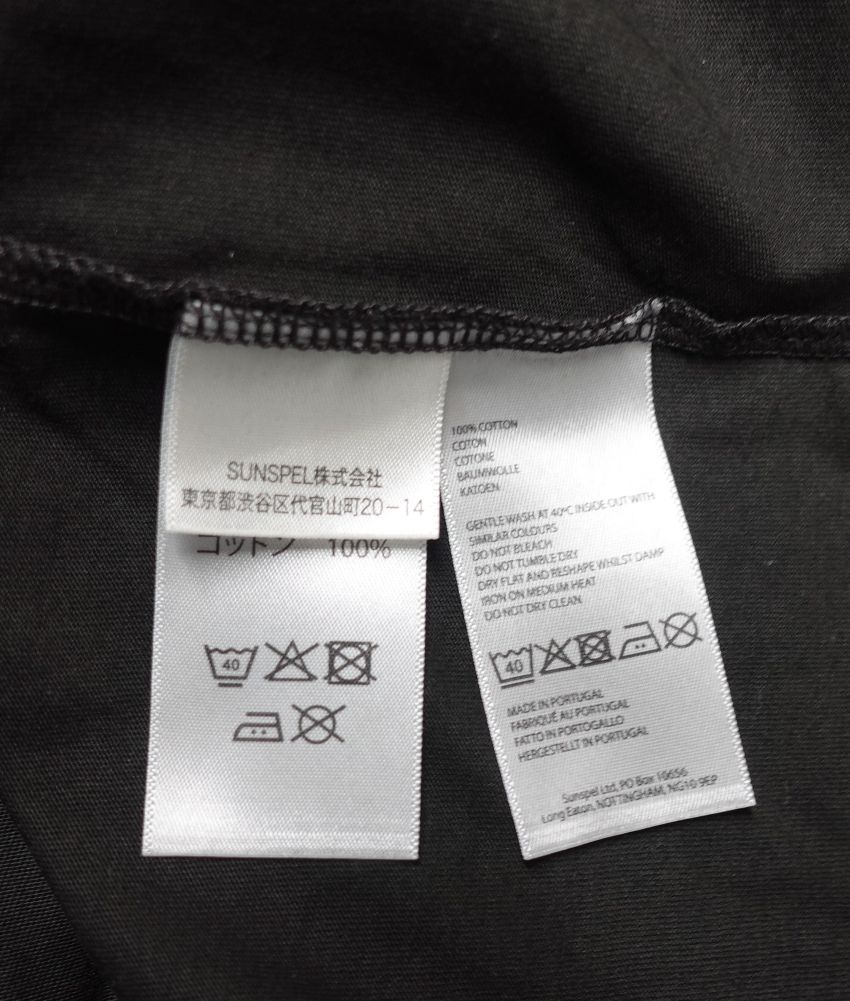 SUNSPEL株式会社
東京都渋谷区代官山町20-14
コットン 100%
40
100% COTTON
COTON
COTONE
BAUMWOLLE
KATOEN
GENTLE WASH AT 40ºC INSIDE OUT WITH
SIMILAR COLOURS
DO NOT BLEACH
DO NOT TUMBLE DRY
DRY FLAT AND RESHAPE WHILST DAMP
IRON ON MEDIUM HEAT
DO NOT DRY CLEAN
40
MADE IN PORTUGAL
FABRIQUÉ AU PORTUGAL
FATTO IN PORTOGALLO
HERGESTELLT IN PORTUGAL
Sunspel Ltd, PO Box 10656
Long Eaton, NOTTINGHAM, NG10 9EP